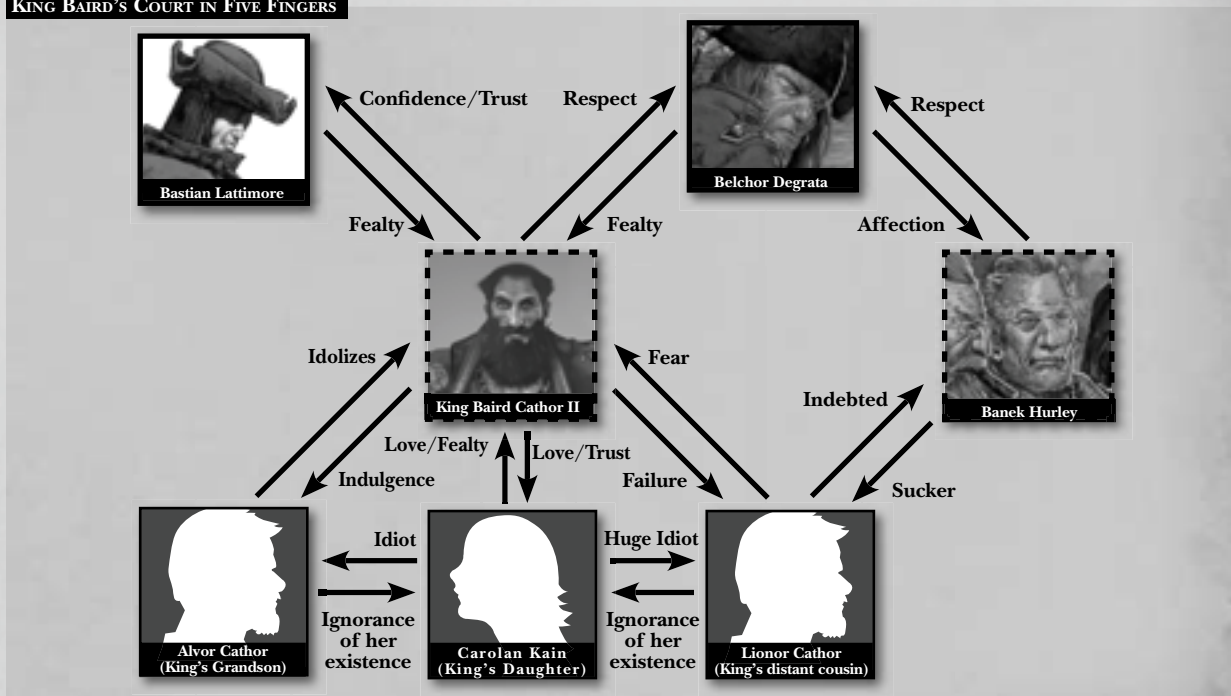 KING BAIRD'S COURT IN FIVE FINGERS
Confidence/Trust
Respect
Respect
Bastian Lattimore
Belchor Degrata
Fealty
Fealty
Affection
Idolizes
Fear
Indebted
King Baird Cathor II
Banek Hurley
Love/Fealty
Love/Trust
Indulgence
Failure
Sucker
Idiot
Huge Idiot
Ignorance
of her
existence
Ignorance
of her
existence
Alvor Cathor
(King's Grandson)
Carolan Kain
(King's Daughter)
Lionor Cathor
(King's distant cousin)